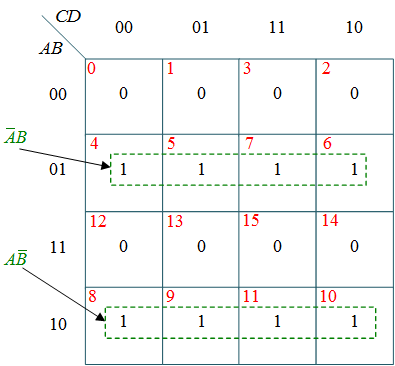 CD
AB
00 01 11 10
0 1 3 2
00 0 0 0 0
A̅B
4 5 7 6
01 1 1 1 1
12 13 15 14
11 0 0 0 0
AB̅
8 9 11 10
10 1 1 1 1